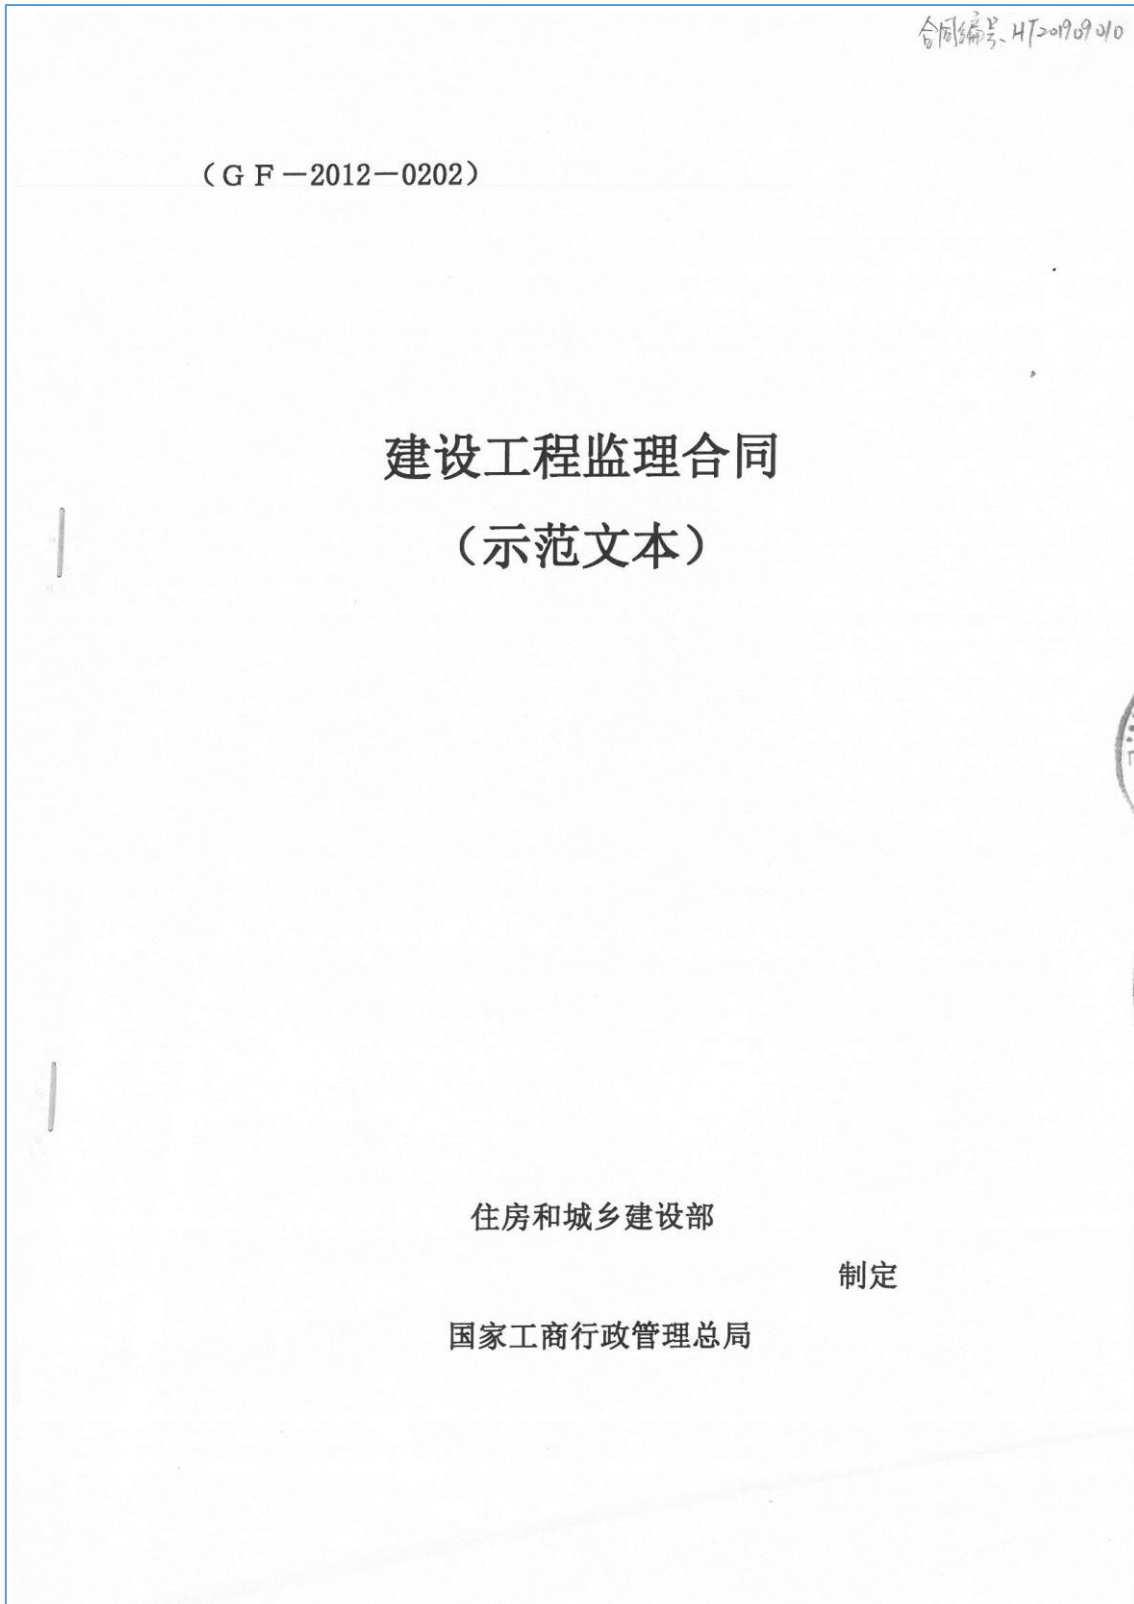 合同编号、HT201909010
（ＧＦ－2012－0202）
建设工程监理合同
（示范文本）
住房和城乡建设部
制定
国家工商行政管理总局